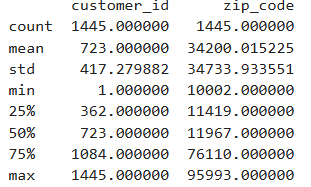 customer_id zip_code
count 1445.000000 1445.000000
mean 723.000000 34200.015225
std 417.279882 34733.933551
min 1.000000 10002.000000
25% 362.000000 11419.000000
50% 723.000000 11967.000000
75% 1084.000000 76110.000000
max 1445.000000 95993.000000